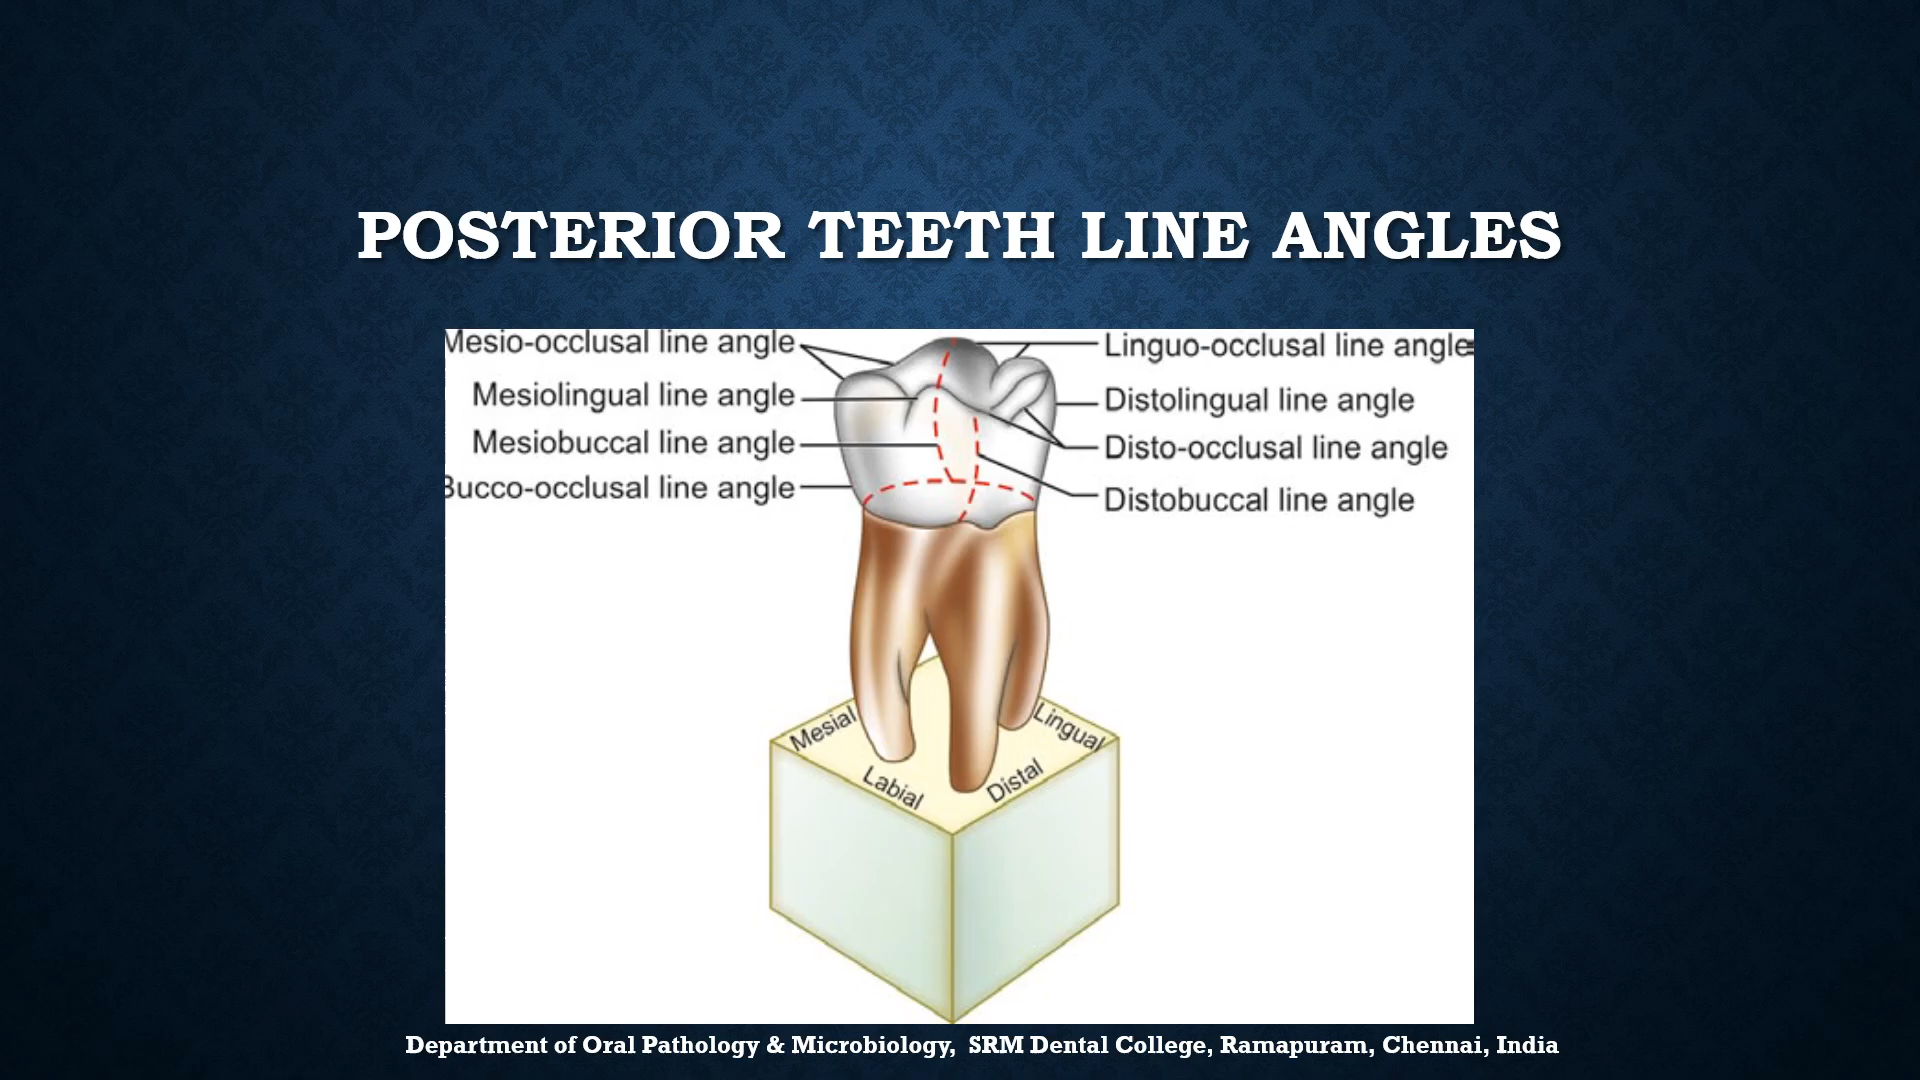 POSTERIOR TEETH LINE ANGLES
Mesio-occlusal line angle
Mesiolingual line angle
Mesiobuccal line angle
Bucco-occlusal line angle
Linguo-occlusal line angle
Distolingual line angle
Disto-occlusal line angle
Distobuccal line angle
Mesial
Lingual
Labial
Distal
Department of Oral Pathology & Microbiology, SRM Dental College, Ramapuram, Chennai, India